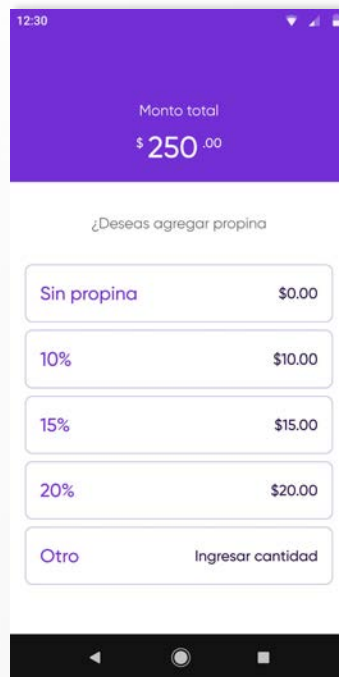 12:30
Monto total
$ 250 .00
¿Deseas agregar propina
Sin propina $0.00
10% $10.00
15% $15.00
20% $20.00
Otro Ingresar cantidad